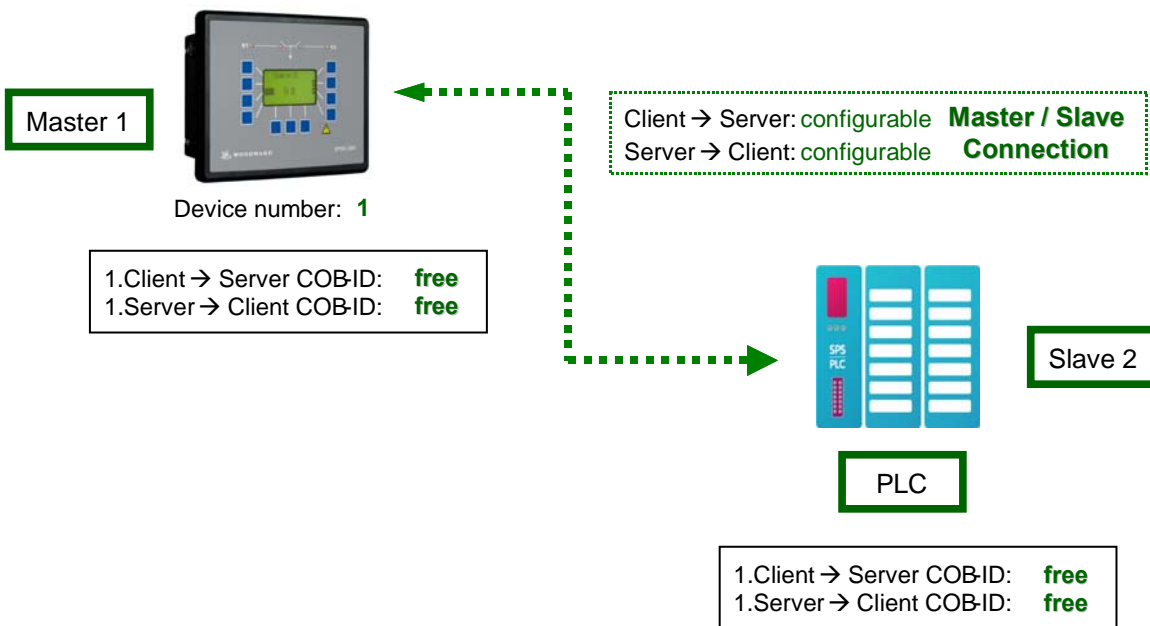 Master 1
WOODWARD
Device number: 1
1.Client → Server COB-ID: free
1.Server → Client COB-ID: free
Client → Server: configurable
Server → Client: configurable
Master / Slave
Connection
SPS
PLC
Slave 2
PLC
1.Client → Server COB-ID: free
1.Server → Client COB-ID: free